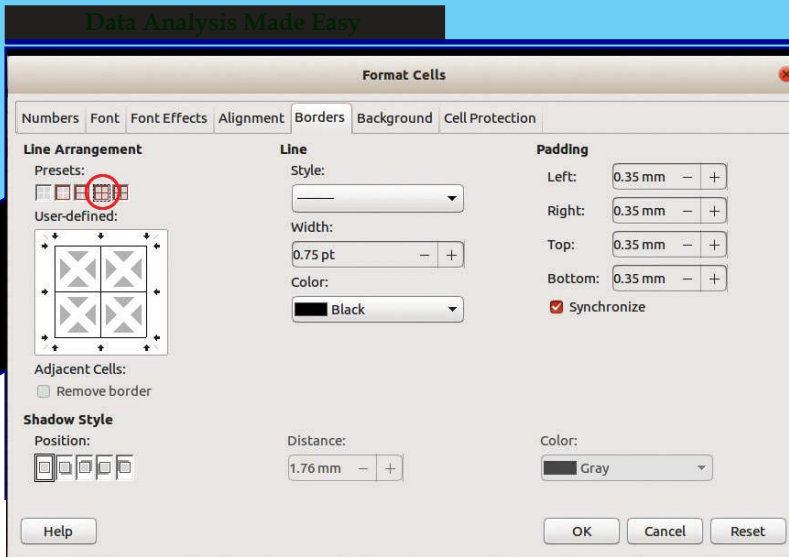 Data Analysis Made Easy
Format Cells
Numbers Font Font Effects Alignment Borders Background Cell Protection
Line Arrangement
Presets:
User-defined:
Adjacent Cells:
Remove border
Line
Style:
Width:
0.75 pt − +
Color:
Black
Padding
Left: 0.35 mm − +
Right: 0.35 mm − +
Top: 0.35 mm − +
Bottom: 0.35 mm − +
Synchronize
Shadow Style
Position:
Distance:
1.76 mm − +
Color:
Gray
Help OK Cancel Reset